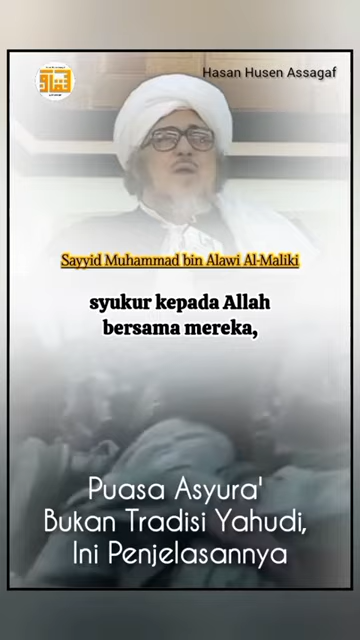 Hasan Husen Assagaf
Sayyid Muhammad bin Alawi Al-Maliki
syukur kepada Allah
bersama mereka,
Puasa Asyura'
Bukan Tradisi Yahudi,
Ini Penjelasannya